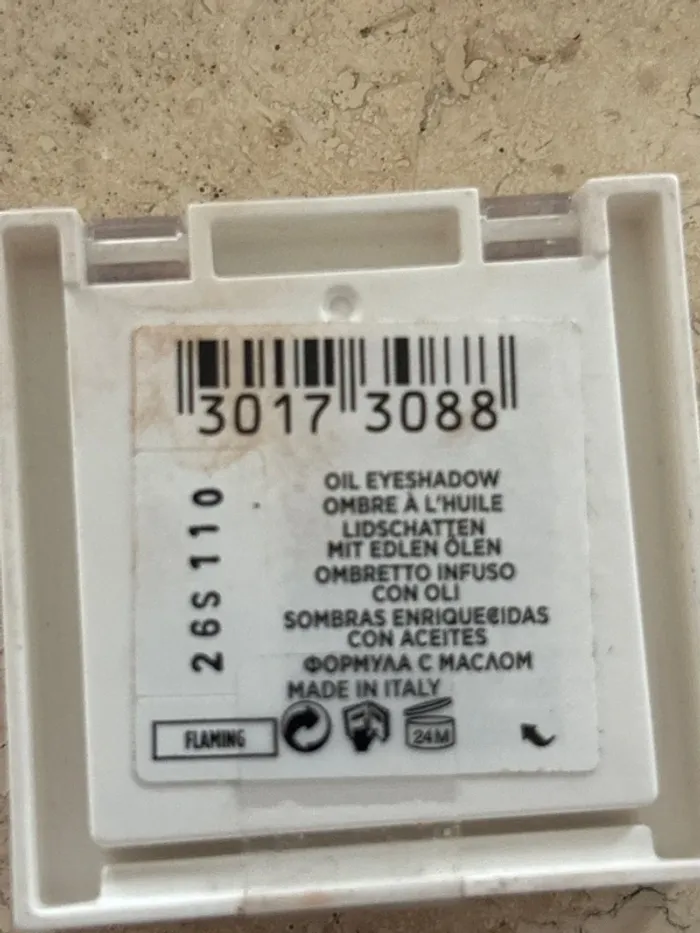 3017 3088
26S110
OIL EYESHADOW
OMBRE À L'HUILE
LIDSCHATTEN
MIT EDLEN ÖLEN
OMBRETTO INFUSO
CON OLI
SOMBRAS ENRIQUECIDAS
CON ACEITES
ФОРМУЛА С МАСЛОМ
MADE IN ITALY
FLAMING
24M